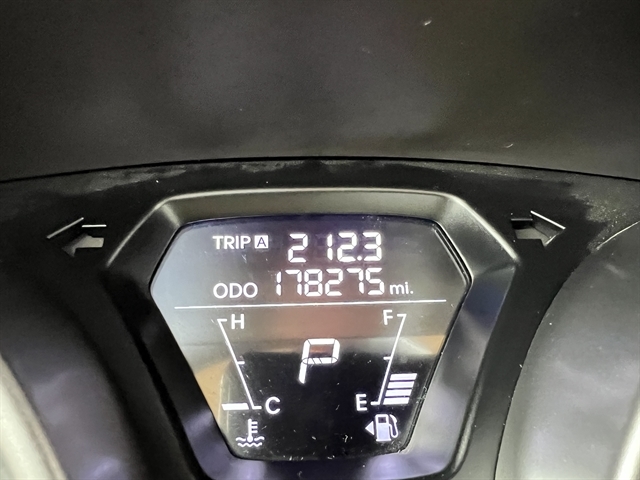 TRIP A 212.3
ODO 178275 mi.
H F
P
C E